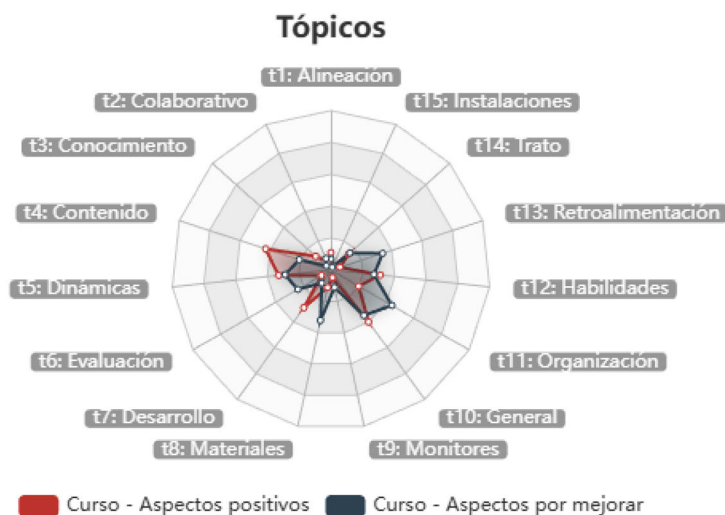 Tópicos
t1: Alineación
t2: Colaborativo
t15: Instalaciones
t3: Conocimiento
t14: Trato
t4: Contenido
t13: Retroalimentación
t5: Dinámicas
t12: Habilidades
t6: Evaluación
t11: Organización
t7: Desarrollo
t10: General
t8: Materiales
t9: Monitores
Curso - Aspectos positivos
Curso - Aspectos por mejorar